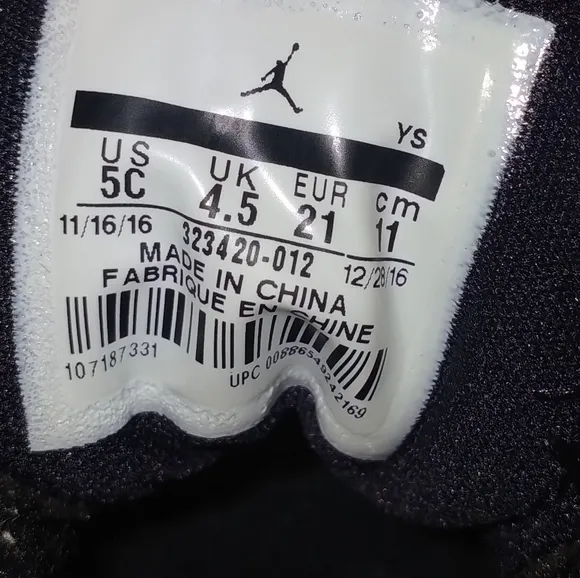 YS
US UK EUR cm
5C 4.5 21 11
11/16/16 323420-012 12/28/16
MADE IN CHINA
FABRIQUE EN CHINE
107187331 UPC 00886549242169